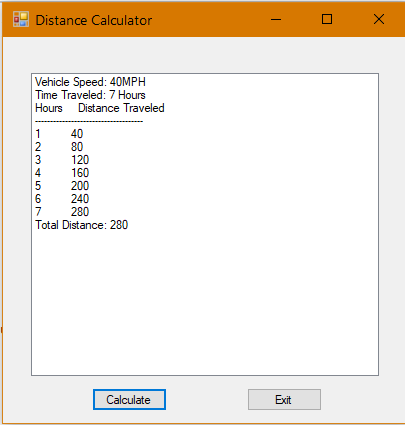 Distance Calculator
Vehicle Speed: 40MPH
Time Traveled: 7 Hours
Hours Distance Traveled
------------------------------------
1 40
2 80
3 120
4 160
5 200
6 240
7 280
Total Distance: 280
Calculate Exit